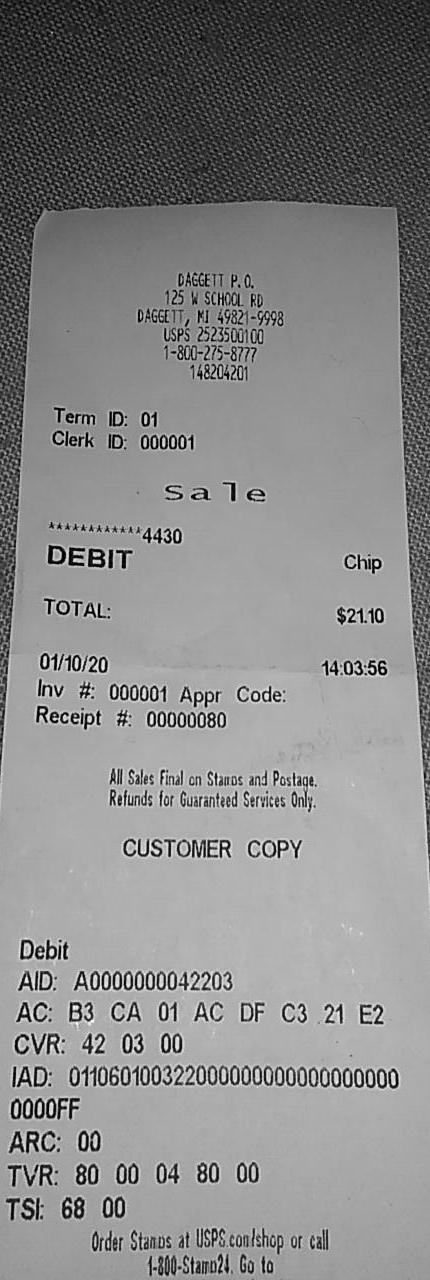 DAGGETT P.O.
125 W SCHOOL RD
DAGGETT, MI 49821-9998
USPS 2523500100
1-800-275-8777
148204201
Term ID: 01
Clerk ID: 000001
sale
************4430
DEBIT Chip
TOTAL: $21.10
01/10/20 14:03:56
Inv #: 000001 Appr Code:
Receipt #: 00000080
All Sales Final on Stamps and Postage.
Refunds for Guaranteed Services Only.
CUSTOMER COPY
Debit
AID: A0000000042203
AC: B3 CA 01 AC DF C3 21 E2
CVR: 42 03 00
IAD: 0110601003220000000000000000000
0000FF
ARC: 00
TVR: 80 00 04 80 00
TSI: 68 00
Order Stamps at USPS.com/shop or call
1-800-Stamp24. Go to